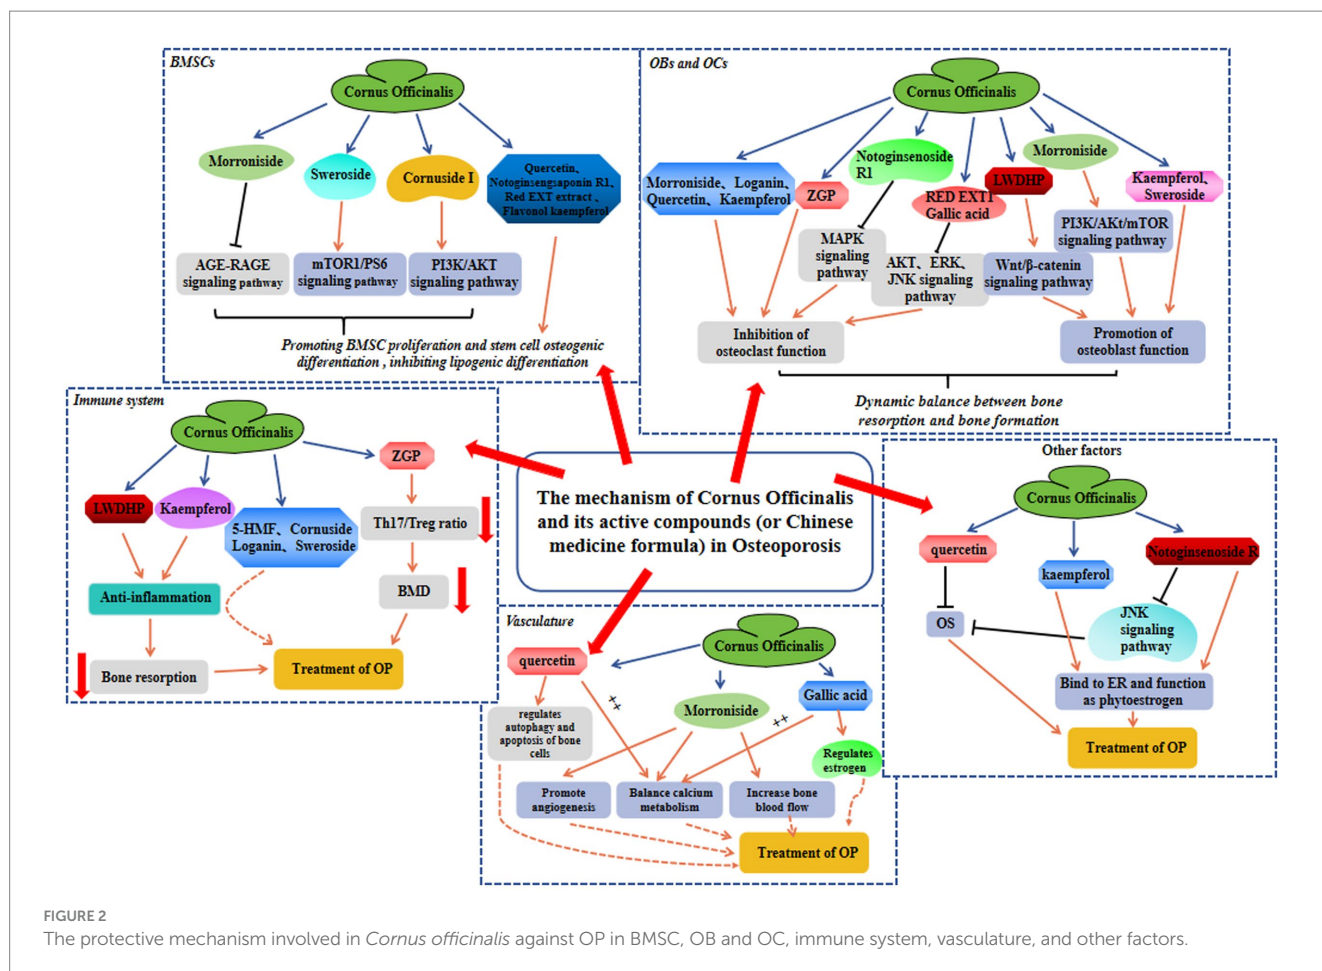 BMSCs
Cornus Officinalis
Morroniside
Sweroside
Cornuside I
Quercetin、
Notoginsengsaponin R1、
Red EXT extract 、
Flavonol kaempferol
AGE-RAGE
signaling pathway
mTOR1/PS6
signaling pathway
PI3K/AKT
signaling pathway
Promoting BMSC proliferation and stem cell osteogenic
differentiation , inhibiting lipogenic differentiation
OBs and OCs
Cornus Officinalis
Morroniside、Loganin、
Quercetin、Kaempferol
ZGP
Notoginsenoside
R1
RED EXT1
Gallic acid
LWDHP
Morroniside
Kaempferol、
Sweroside
MAPK
signaling
pathway
AKT、ERK、
JNK signaling
pathway
Wnt/β-catenin
signaling pathway
PI3K/AKt/mTOR
signaling pathway
Inhibition of
osteoclast function
Promotion of
osteoblast function
Dynamic balance between bone
resorption and bone formation
Immune system
Cornus Officinalis
ZGP
LWDHP
Kaempferol
5-HMF、Cornuside
Loganin、Sweroside
Th17/Treg ratio
Anti-inflammation
BMD
Bone resorption
Treatment of OP
The mechanism of Cornus Officinalis
and its active compounds (or Chinese
medicine formula) in Osteoporosis
Vasculature
Cornus Officinalis
quercetin
Morroniside
Gallic acid
++
++
regulates
autophagy and
apoptosis of bone
cells
Regulates
estrogen
Promote
angiogenesis
Balance calcium
metabolism
Increase bone
blood flow
Treatment of OP
Other factors
Cornus Officinalis
quercetin
kaempferol
Notoginsenoside R
OS
JNK
signaling
pathway
Bind to ER and function
as phytoestrogen
Treatment of OP
FIGURE 2
The protective mechanism involved in Cornus officinalis against OP in BMSC, OB and OC, immune system, vasculature, and other factors.